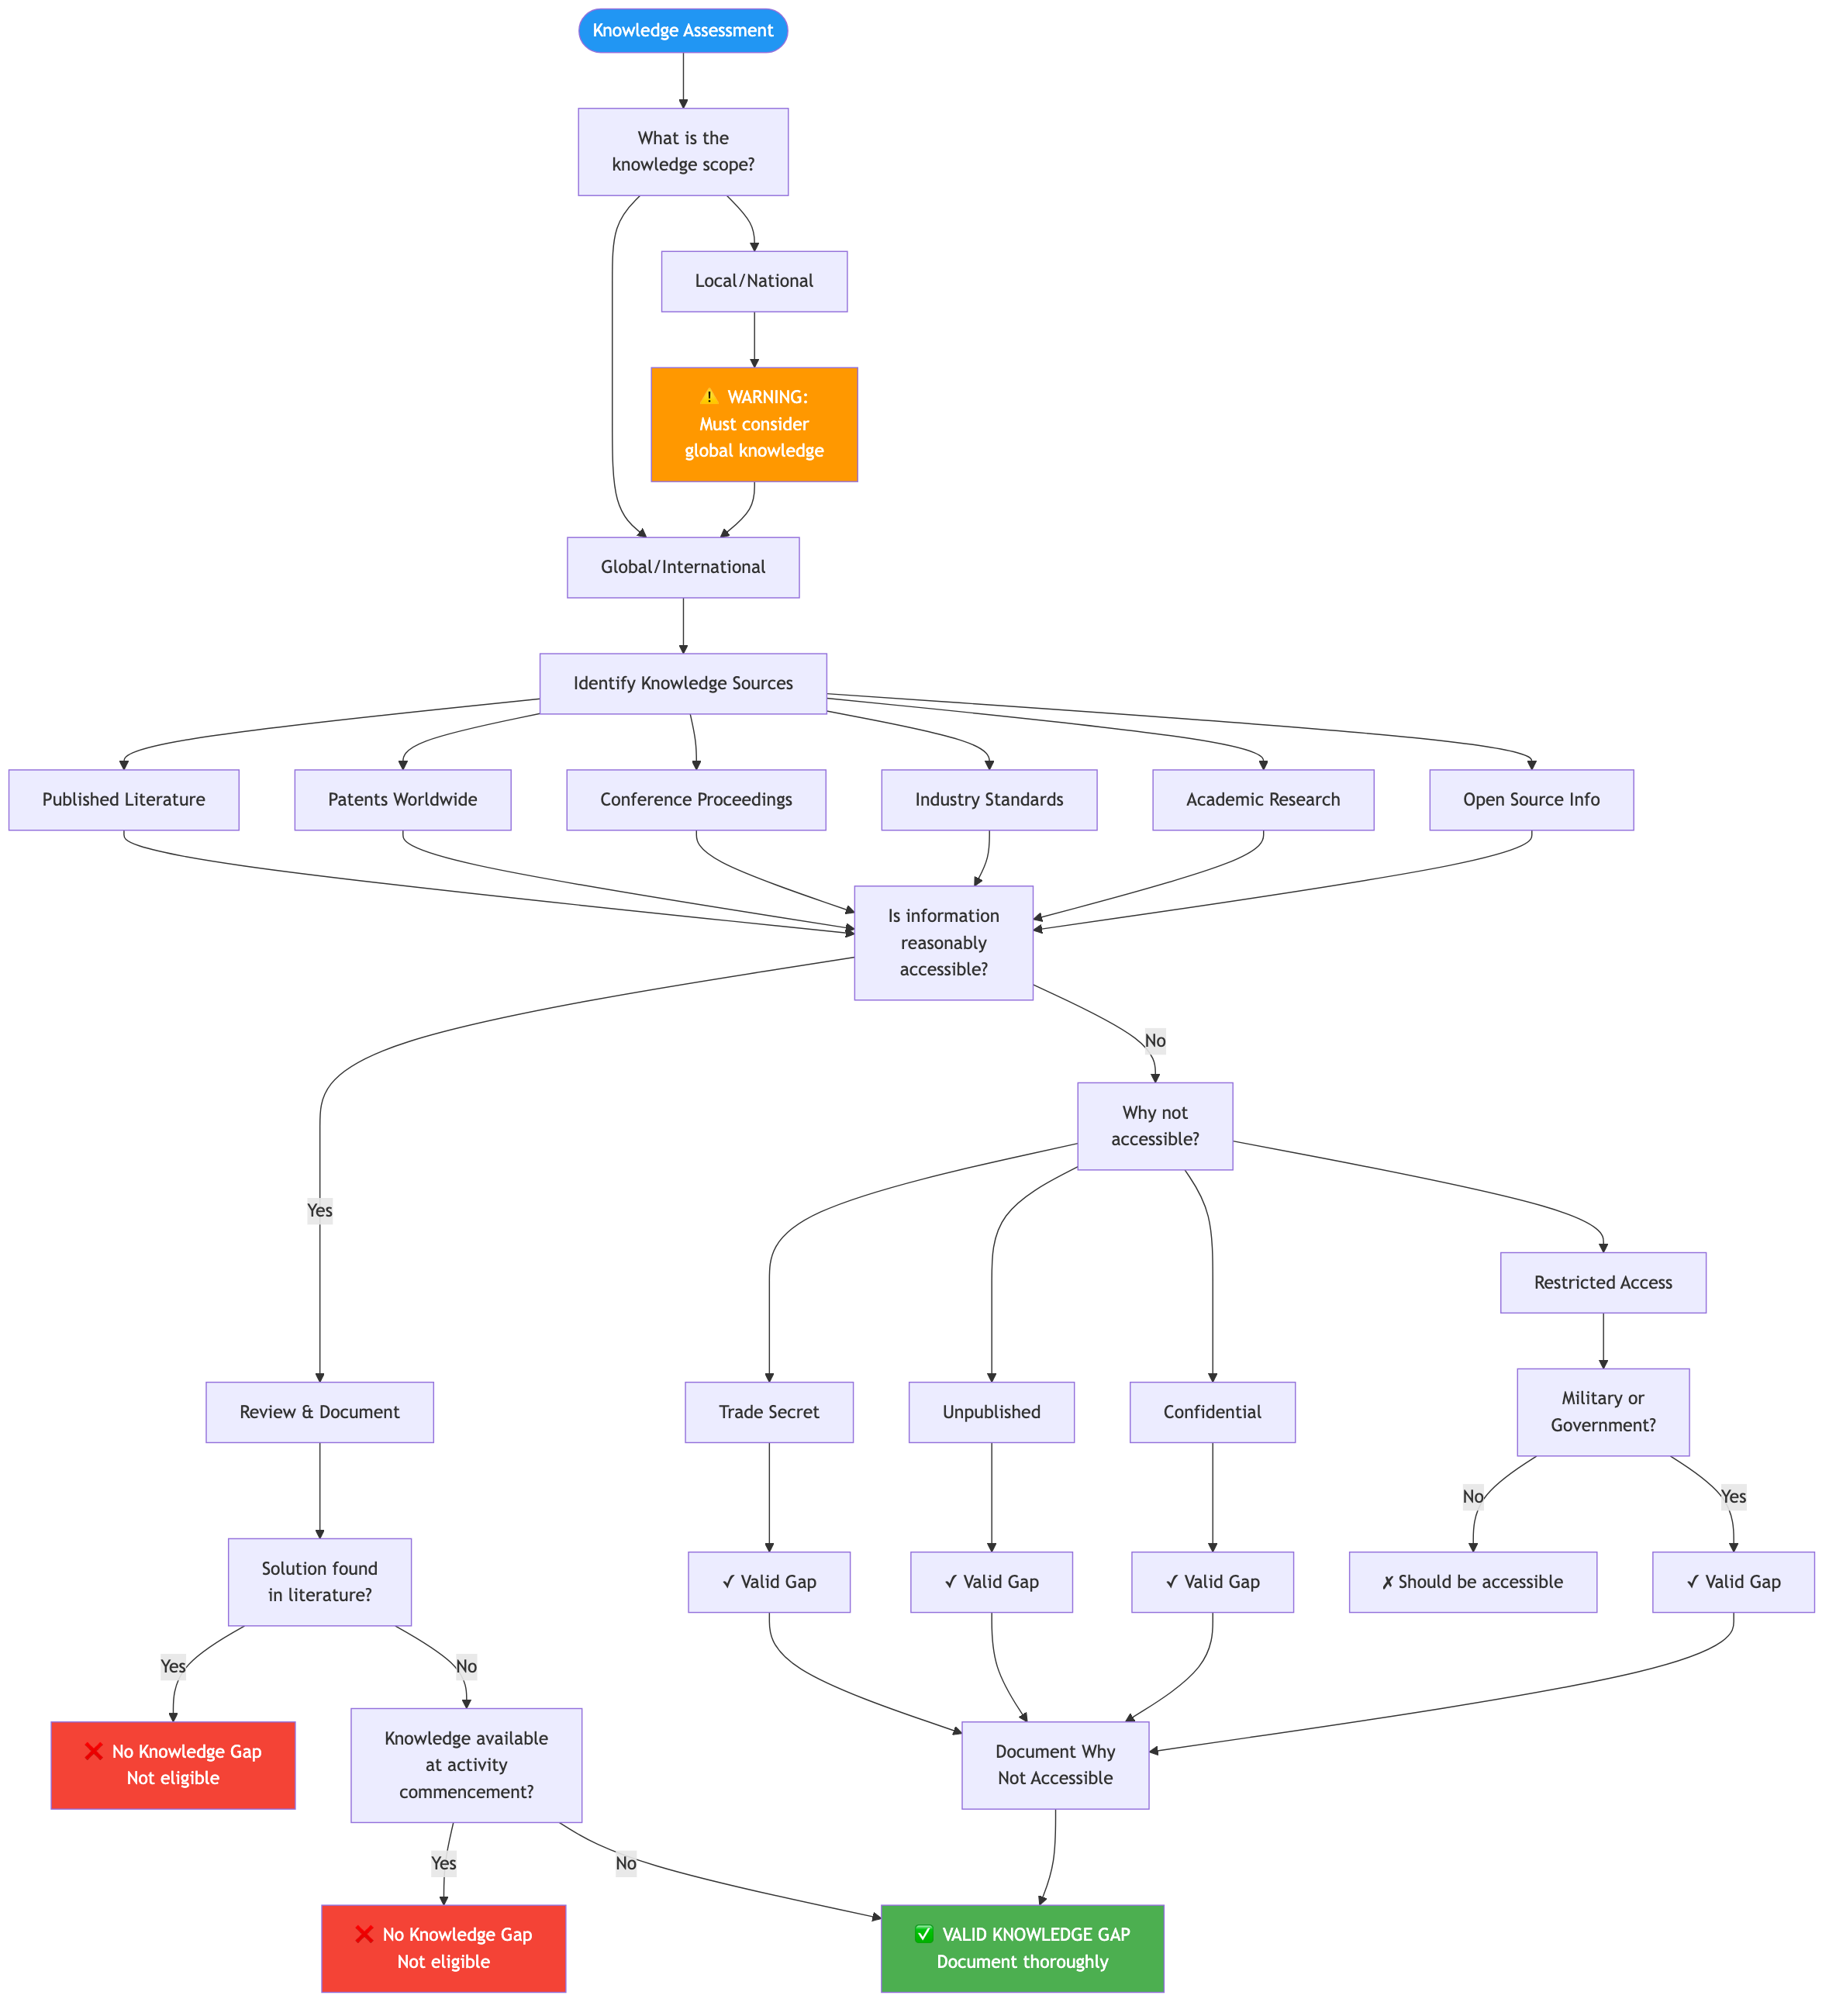 Knowledge Assessment
What is the
knowledge scope?
Local/National
⚠️ WARNING:
Must consider
global knowledge
Global/International
Identify Knowledge Sources
Published Literature
Patents Worldwide
Conference Proceedings
Industry Standards
Academic Research
Open Source Info
Is information
reasonably
accessible?
No
Why not
accessible?
Yes
Restricted Access
Review & Document
Trade Secret
Unpublished
Confidential
Military or
Government?
No
Yes
Solution found
in literature?
✓ Valid Gap
✓ Valid Gap
✓ Valid Gap
✗ Should be accessible
✓ Valid Gap
Yes
No
❌ No Knowledge Gap
Not eligible
Knowledge available
at activity
commencement?
Document Why
Not Accessible
Yes
No
❌ No Knowledge Gap
Not eligible
✅ VALID KNOWLEDGE GAP
Document thoroughly